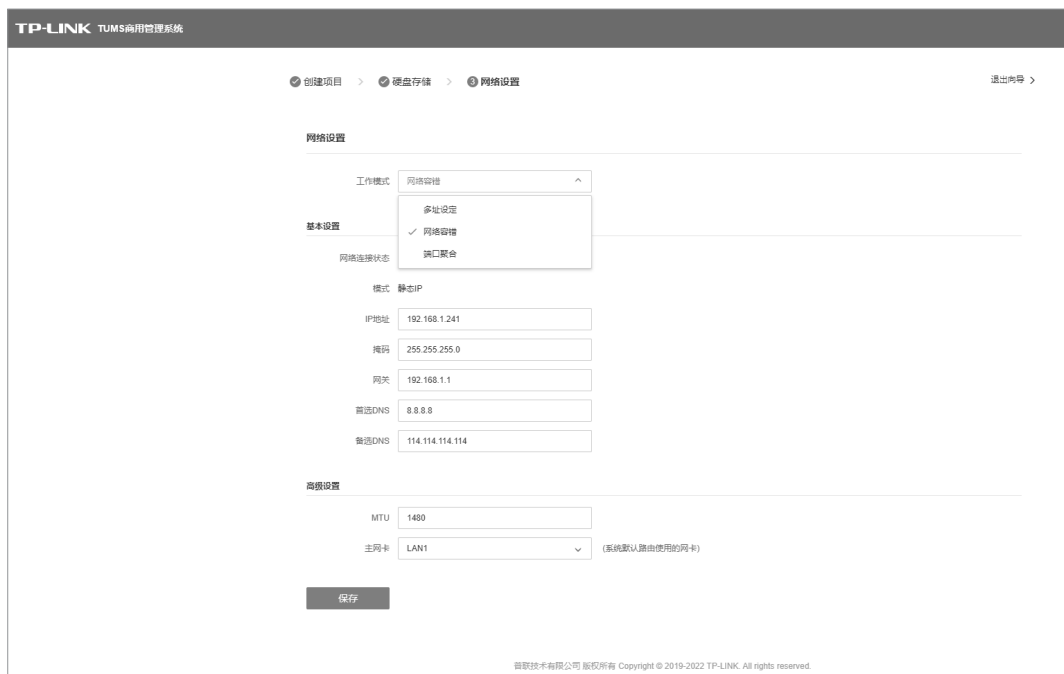 TP-LINK TUMS商用管理系统
创建项目 > 硬盘存储 > 3 网络设置
退出向导 >
网络设置
工作模式 网络容错
多址设定
网络容错
端口聚合
基本设置
网络连接状态
模式 静态IP
IP地址 192.168.1.241
掩码 255.255.255.0
网关 192.168.1.1
首选DNS 8.8.8.8
备选DNS 114.114.114.114
高级设置
MTU 1480
主网卡 LAN1 (系统默认路由使用的网卡)
保存
普联技术有限公司 版权所有 Copyright © 2019-2022 TP-LINK. All rights reserved.